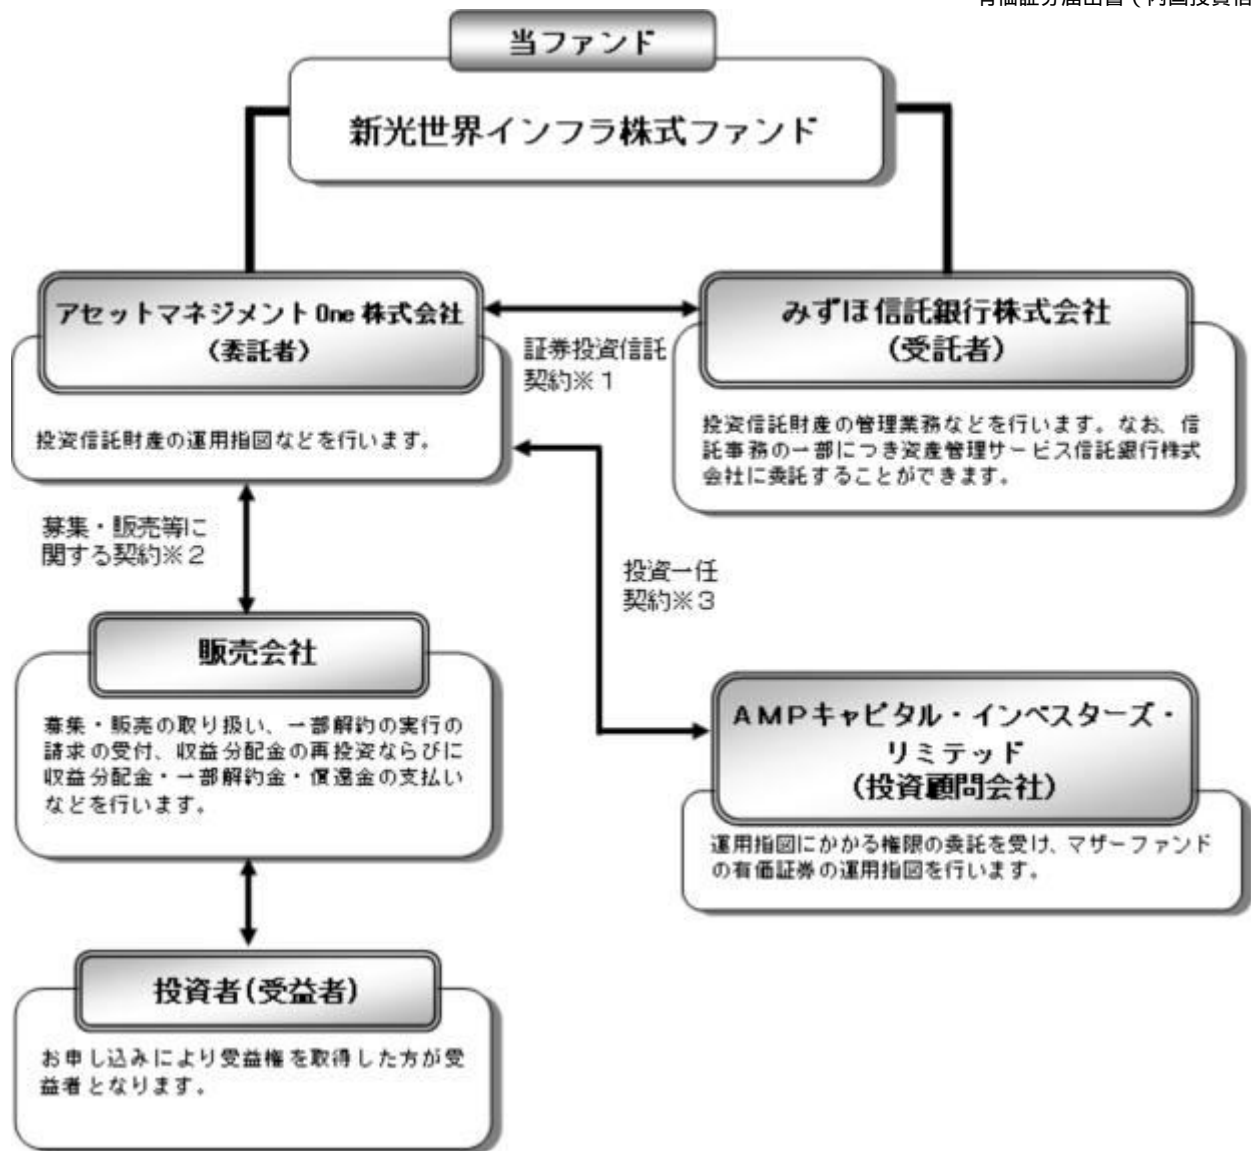 有価証券届出書(内国投資信
当ファンド
新光世界インフラ株式ファンド
アセットマネジメントOne株式会社
(委託者)
投資信託財産の運用指図などを行います。
証券投資信託
契約※1
みずほ信託銀行株式会社
(受託者)
投資信託財産の管理業務などを行います。なお、信
託事務の一部につき資産管理サービス信託銀行株式
会社に委託することができます。
募集・販売等に
関する契約※2
投資一任
契約※3
販売会社
募集・販売の取り扱い、一部解約の実行の
請求の受付、収益分配金の再投資ならびに
収益分配金・一部解約金・償還金の支払い
などを行います。
AMPキャピタル・インベスターズ・
リミテッド
(投資顧問会社)
運用指図にかかる権限の委託を受け、マザーファンド
の有価証券の運用指図を行います。
投資者(受益者)
お申し込みにより受益権を取得した方が受
益者となります。